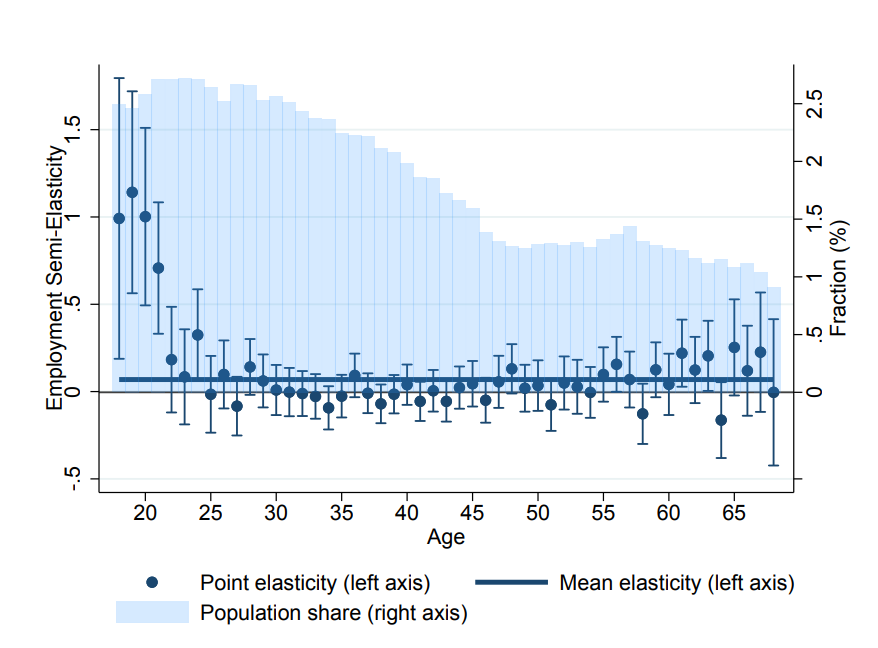 Employment Semi-Elasticity
1.5
1
.5
0
-.5
2.5
2
1.5
1
.5
0
Fraction (%)
20 25 30 35 40 45 50 55 60 65
Age
Point elasticity (left axis) Mean elasticity (left axis)
Population share (right axis)